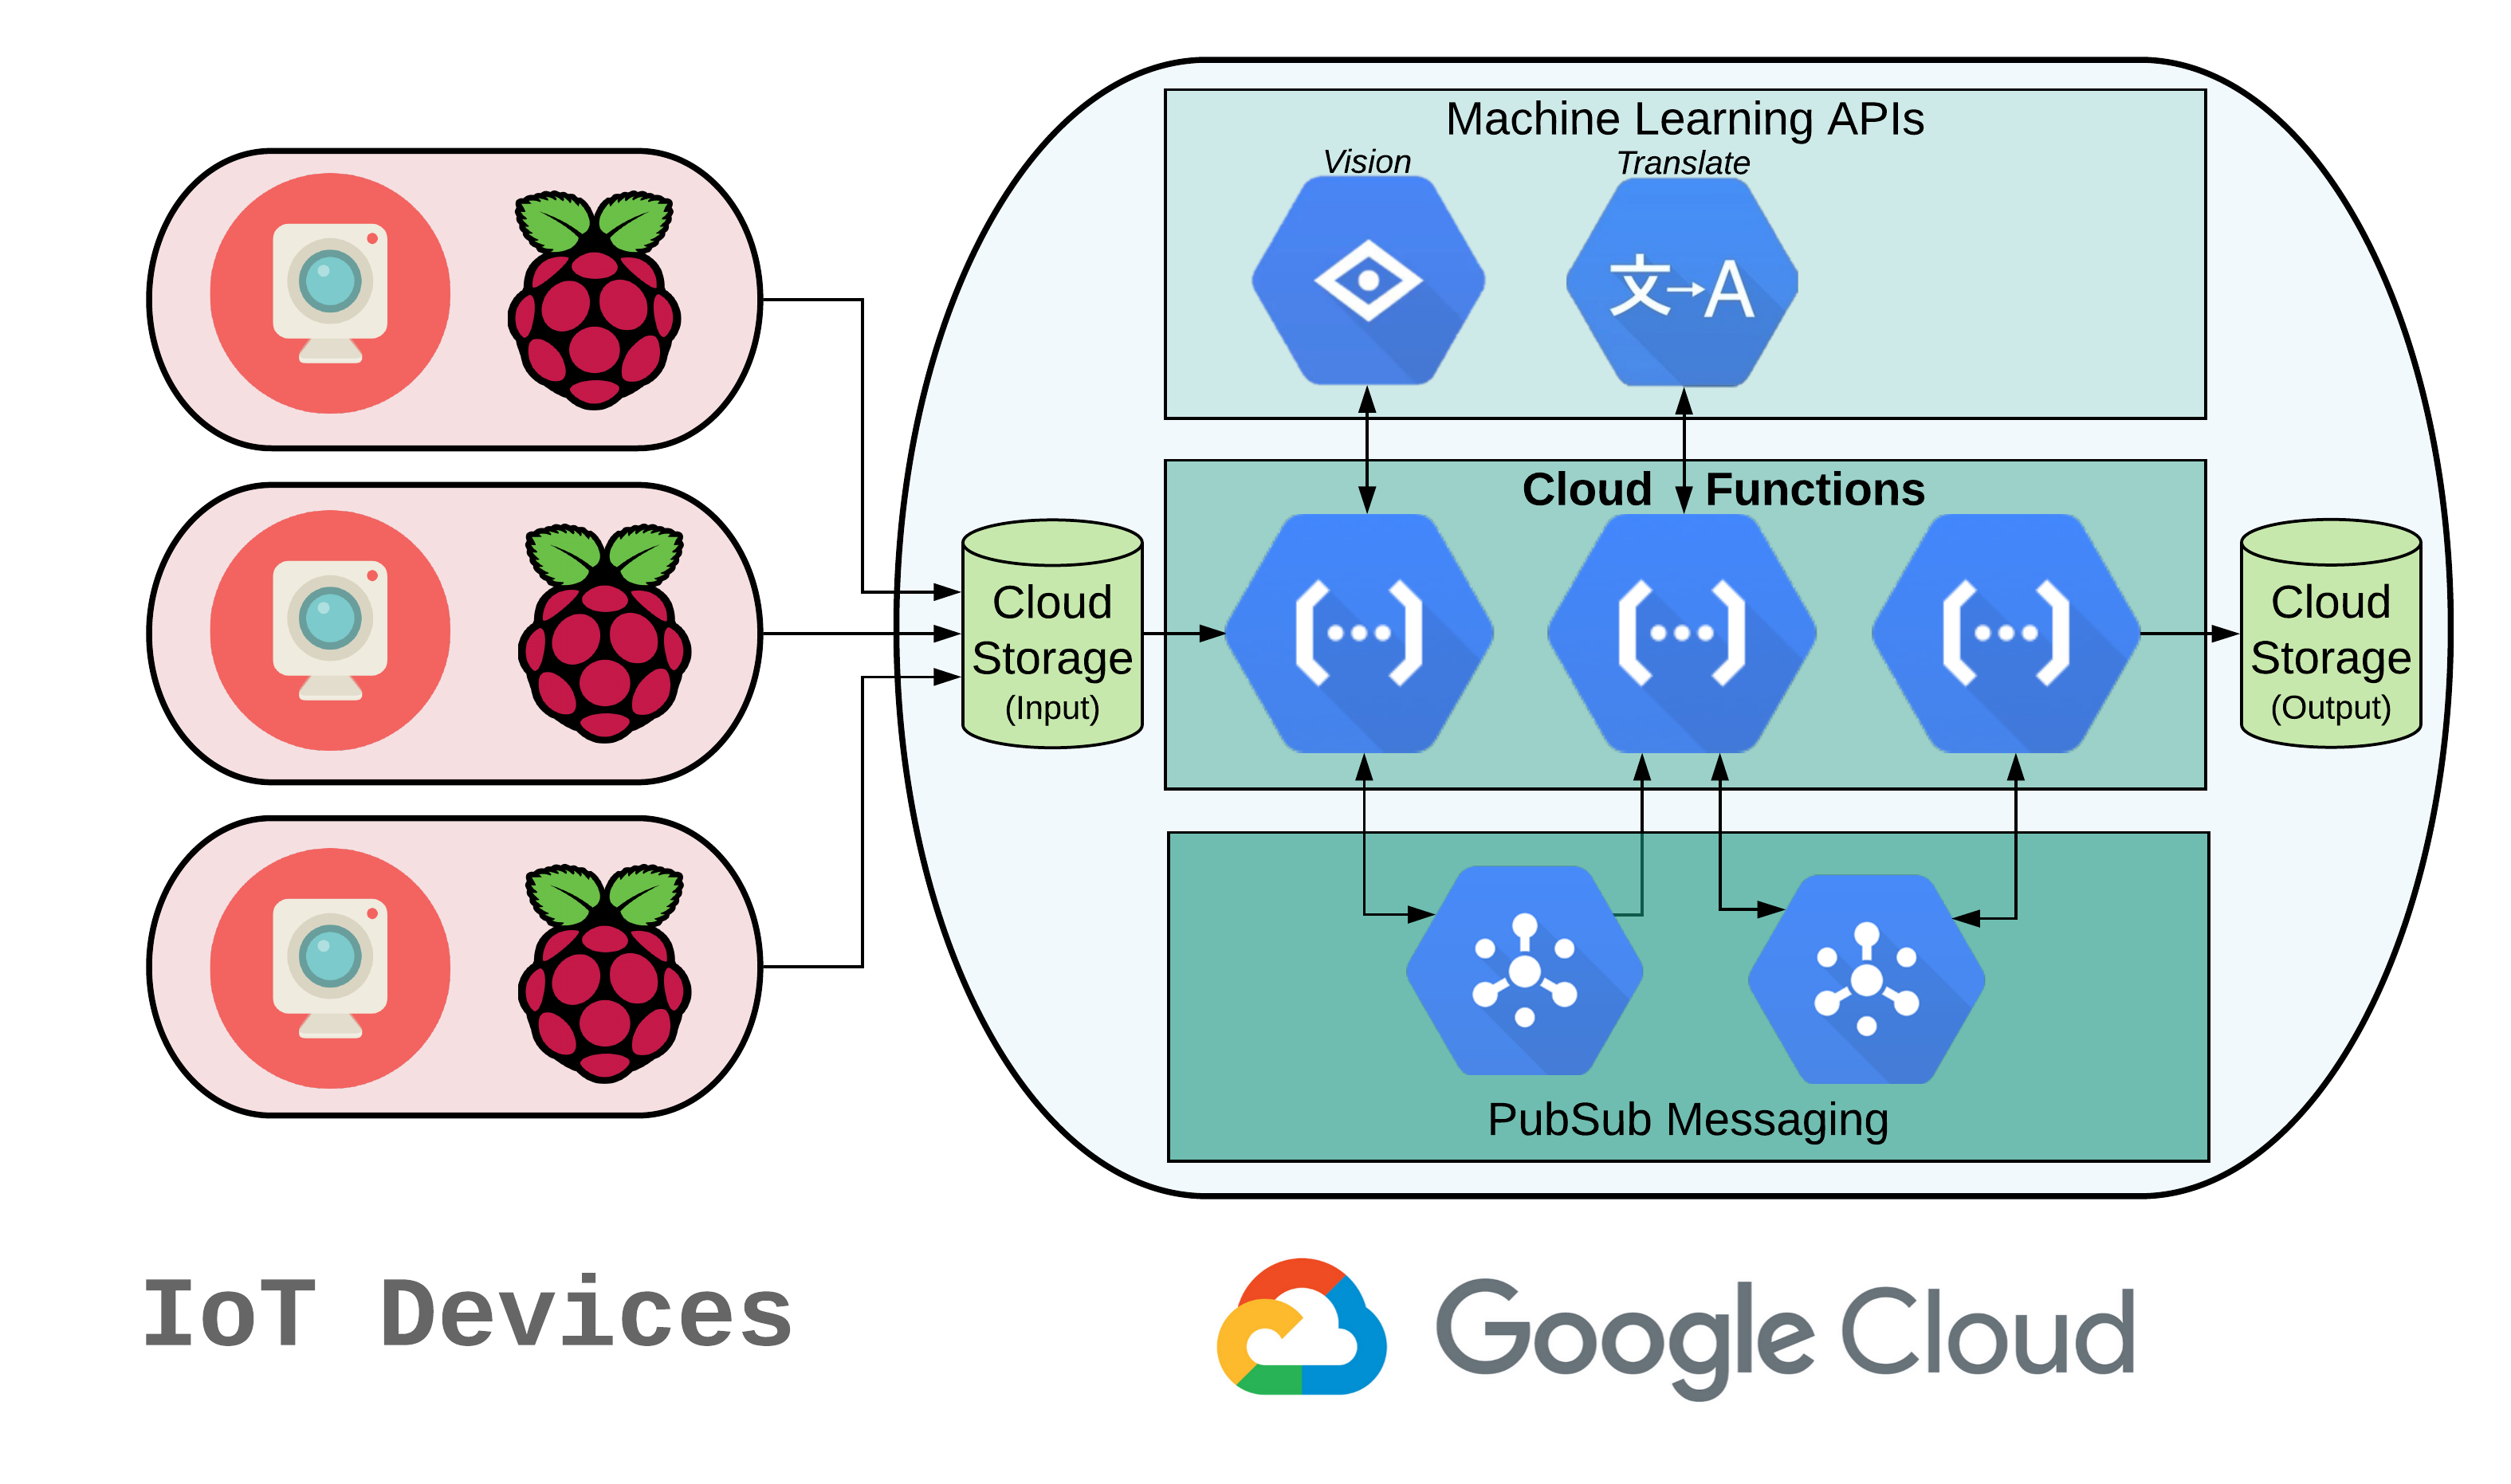 Machine Learning APIs
Vision
Translate
文→A
Cloud Functions
Cloud
Storage
(Input)
Cloud
Storage
(Output)
PubSub Messaging
IoT Devices
Google Cloud